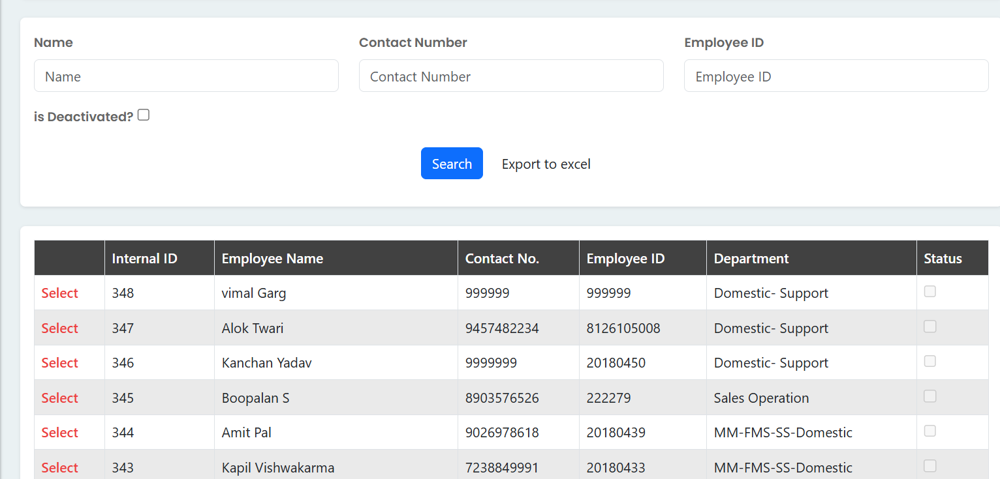 Name Contact Number Employee ID
Name Contact Number Employee ID
is Deactivated?
Search Export to excel
Internal ID Employee Name Contact No. Employee ID Department Status
Select 348 vimal Garg 999999 999999 Domestic- Support
Select 347 Alok Twari 9457482234 8126105008 Domestic- Support
Select 346 Kanchan Yadav 9999999 20180450 Domestic- Support
Select 345 Boopalan S 8903576526 222279 Sales Operation
Select 344 Amit Pal 9026978618 20180439 MM-FMS-SS-Domestic
Select 343 Kapil Vishwakarma 7238849991 20180433 MM-FMS-SS-Domestic